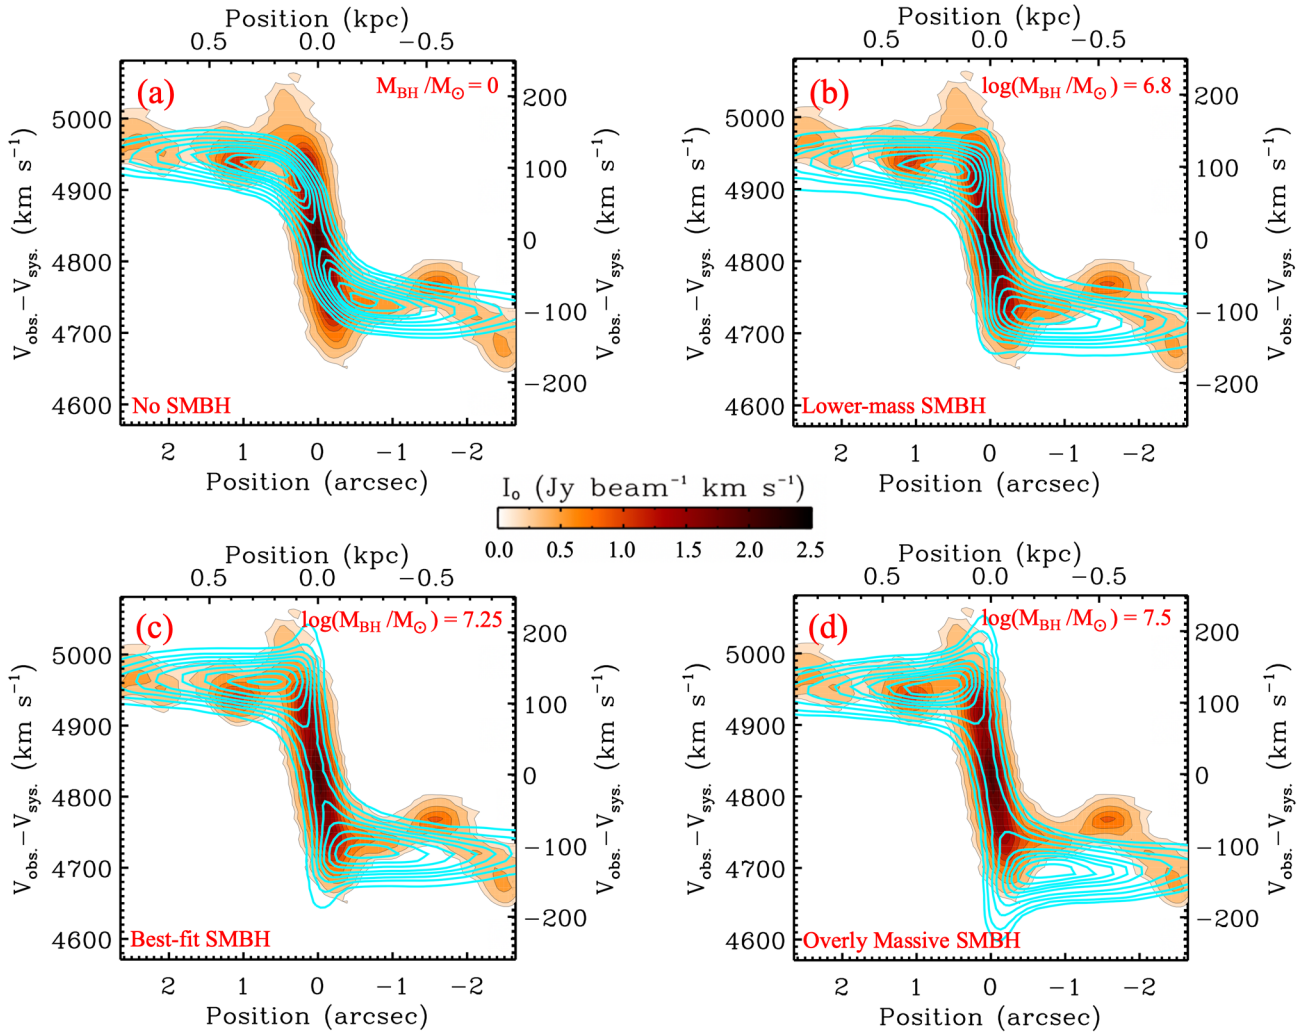 Position (kpc)
0.5 0.0 −0.5
(a)
M_BH/M_⊙ = 0
V_obs.−V_sys. (km s⁻¹)
5000
4900
4800
4700
4600
200
100
0
−100
−200
V_obs.−V_sys. (km s⁻¹)
No SMBH
2 1 0 −1 −2
Position (arcsec)
Position (kpc)
0.5 0.0 −0.5
(b)
log(M_BH/M_⊙) = 6.8
V_obs.−V_sys. (km s⁻¹)
5000
4900
4800
4700
4600
200
100
0
−100
−200
V_obs.−V_sys. (km s⁻¹)
Lower-mass SMBH
2 1 0 −1 −2
Position (arcsec)
I₀ (Jy beam⁻¹ km s⁻¹)
0.0 0.5 1.0 1.5 2.0 2.5
Position (kpc)
0.5 0.0 −0.5
(c)
log(M_BH/M_⊙) = 7.25
V_obs.−V_sys. (km s⁻¹)
5000
4900
4800
4700
4600
200
100
0
−100
−200
V_obs.−V_sys. (km s⁻¹)
Best-fit SMBH
2 1 0 −1 −2
Position (arcsec)
Position (kpc)
0.5 0.0 −0.5
(d)
log(M_BH/M_⊙) = 7.5
V_obs.−V_sys. (km s⁻¹)
5000
4900
4800
4700
4600
200
100
0
−100
−200
V_obs.−V_sys. (km s⁻¹)
Overly Massive SMBH
2 1 0 −1 −2
Position (arcsec)